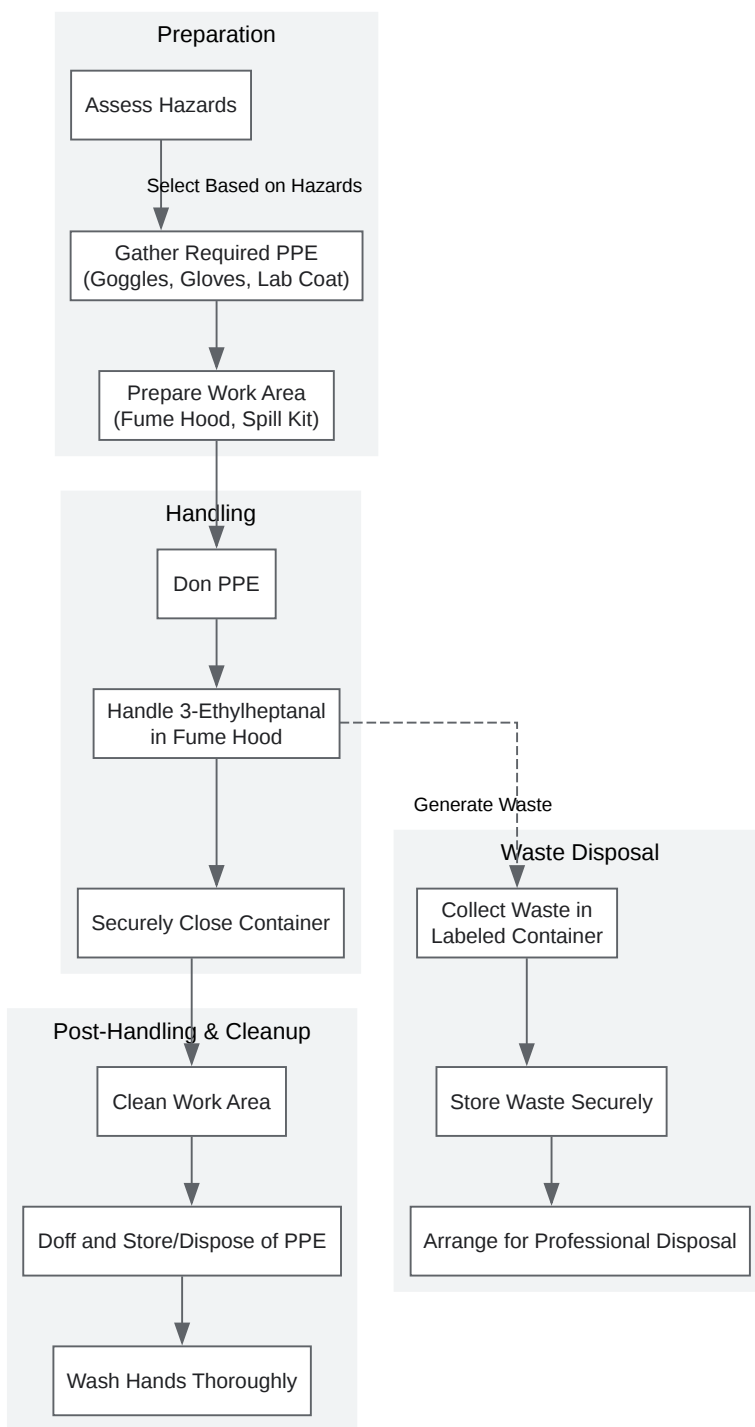 Preparation
Assess Hazards
Select Based on Hazards
Gather Required PPE
(Goggles, Gloves, Lab Coat)
Prepare Work Area
(Fume Hood, Spill Kit)
Handling
Don PPE
Handle 3-Ethylheptanal
in Fume Hood
Generate Waste
Securely Close Container
Waste Disposal
Collect Waste in
Labeled Container
Store Waste Securely
Arrange for Professional Disposal
Post-Handling & Cleanup
Clean Work Area
Doff and Store/Dispose of PPE
Wash Hands Thoroughly